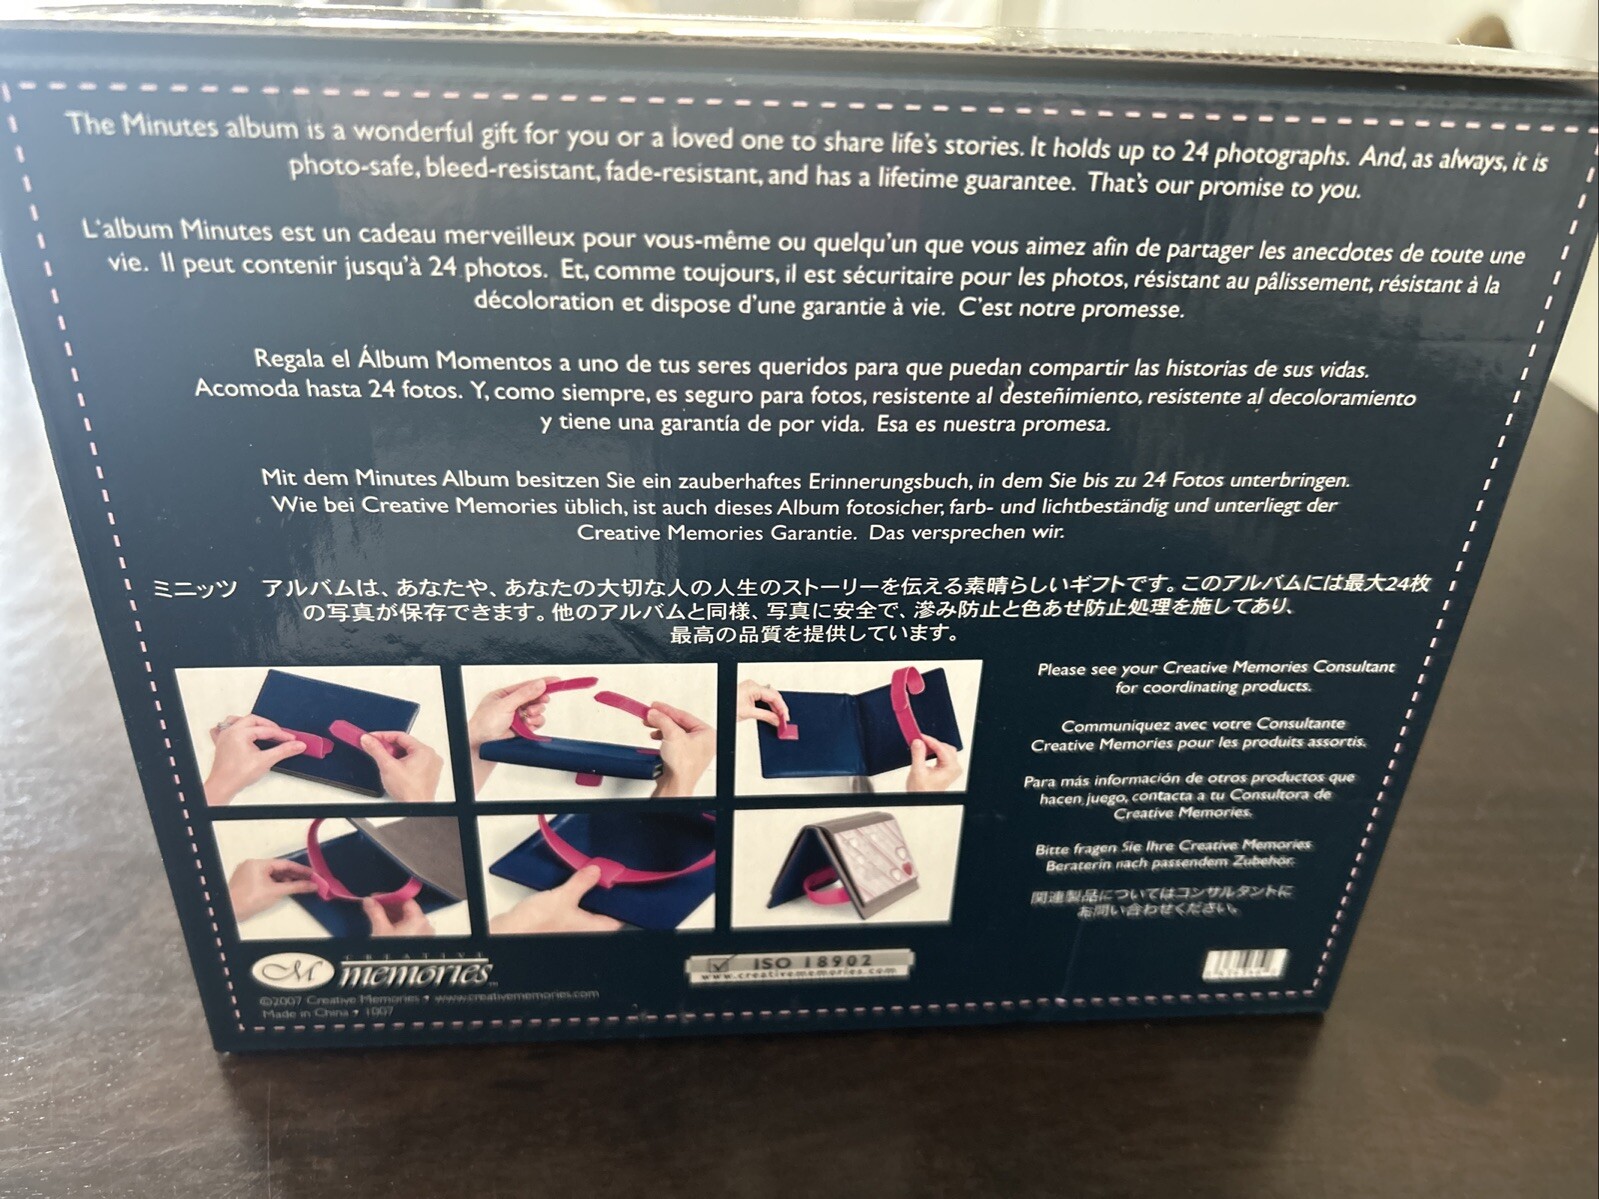 The Minutes album is a wonderful gift for you or a loved one to share life's stories. It holds up to 24 photographs. And, as always, it is
photo-safe, bleed-resistant, fade-resistant, and has a lifetime guarantee. That's our promise to you.
L'album Minutes est un cadeau merveilleux pour vous-même ou quelqu'un que vous aimez afin de partager les anecdotes de toute une
vie. Il peut contenir jusqu'à 24 photos. Et, comme toujours, il est sécuritaire pour les photos, résistant au pâlissement, résistant à la
décoloration et dispose d'une garantie à vie. C'est notre promesse.
Regala el Álbum Momentos a uno de tus seres queridos para que puedan compartir las historias de sus vidas.
Acomoda hasta 24 fotos. Y, como siempre, es seguro para fotos, resistente al desteñimiento, resistente al decoloramiento
y tiene una garantía de por vida. Esa es nuestra promesa.
Mit dem Minutes Album besitzen Sie ein zauberhaftes Erinnerungsbuch, in dem Sie bis zu 24 Fotos unterbringen.
Wie bei Creative Memories üblich, ist auch dieses Album fotosicher, farb- und lichtbeständig und unterliegt der
Creative Memories Garantie. Das versprechen wir.
ミニッツ　アルバムは、あなたや、あなたの大切な人の人生のストーリーを伝える素晴らしいギフトです。このアルバムには最大24枚
の写真が保存できます。他のアルバムと同様、写真に安全で、滲み防止と色あせ防止処理を施してあり、
最高の品質を提供しています。
Please see your Creative Memories Consultant
for coordinating products.
Communiquez avec votre Consultante
Creative Memories pour les produits assortis.
Para más información de otros productos que
hacen juego, contacta a tu Consultora de
Creative Memories.
Bitte fragen Sie Ihre Creative Memories
Beraterin nach passendem Zubehör.
関連製品についてはコンサルタントに
お問い合わせください。
CM CREATIVE
memories™
ISO 18902
www.creativememories.com
©2007 Creative Memories • www.creativememories.com
Made in China • 1007